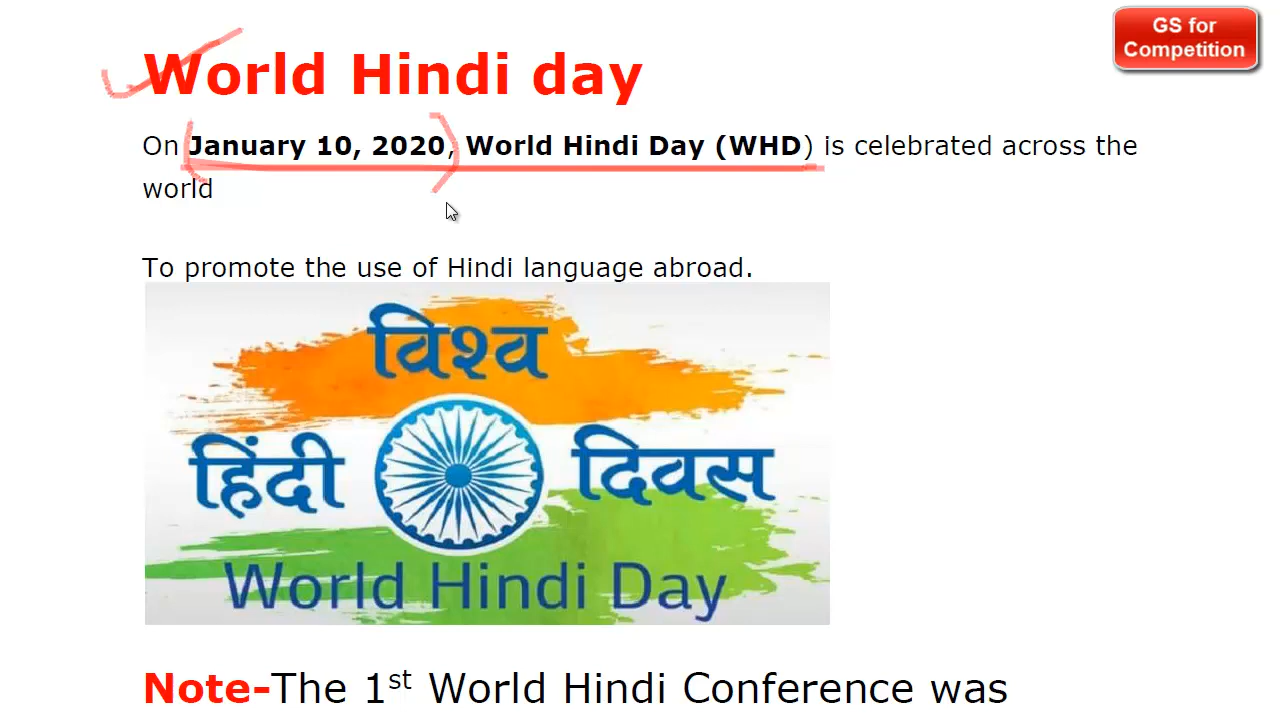 GS for
Competition
World Hindi day
On January 10, 2020, World Hindi Day (WHD) is celebrated across the
world
To promote the use of Hindi language abroad.
विश्व
हिंदी दिवस
World Hindi Day
Note-The 1st World Hindi Conference was